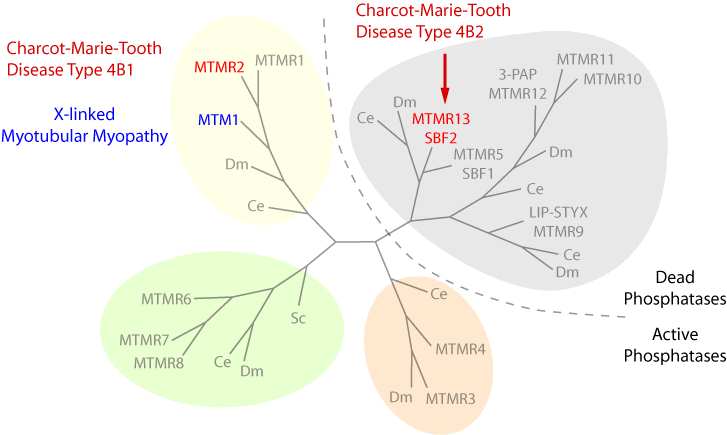 Charcot-Marie-Tooth
Disease Type 4B1
X-linked
Myotubular Myopathy
MTMR2
MTMR1
MTM1
Dm
Ce
Charcot-Marie-Tooth
Disease Type 4B2
Dm
Ce
MTMR13
SBF2
MTMR5
SBF1
3-PAP
MTMR12
MTMR11
MTMR10
Dm
Ce
LIP-STYX
MTMR9
Ce
Dm
Dead
Phosphatases
Active
Phosphatases
MTMR6
MTMR7
MTMR8
Ce
Dm
Sc
Ce
MTMR4
Dm
MTMR3